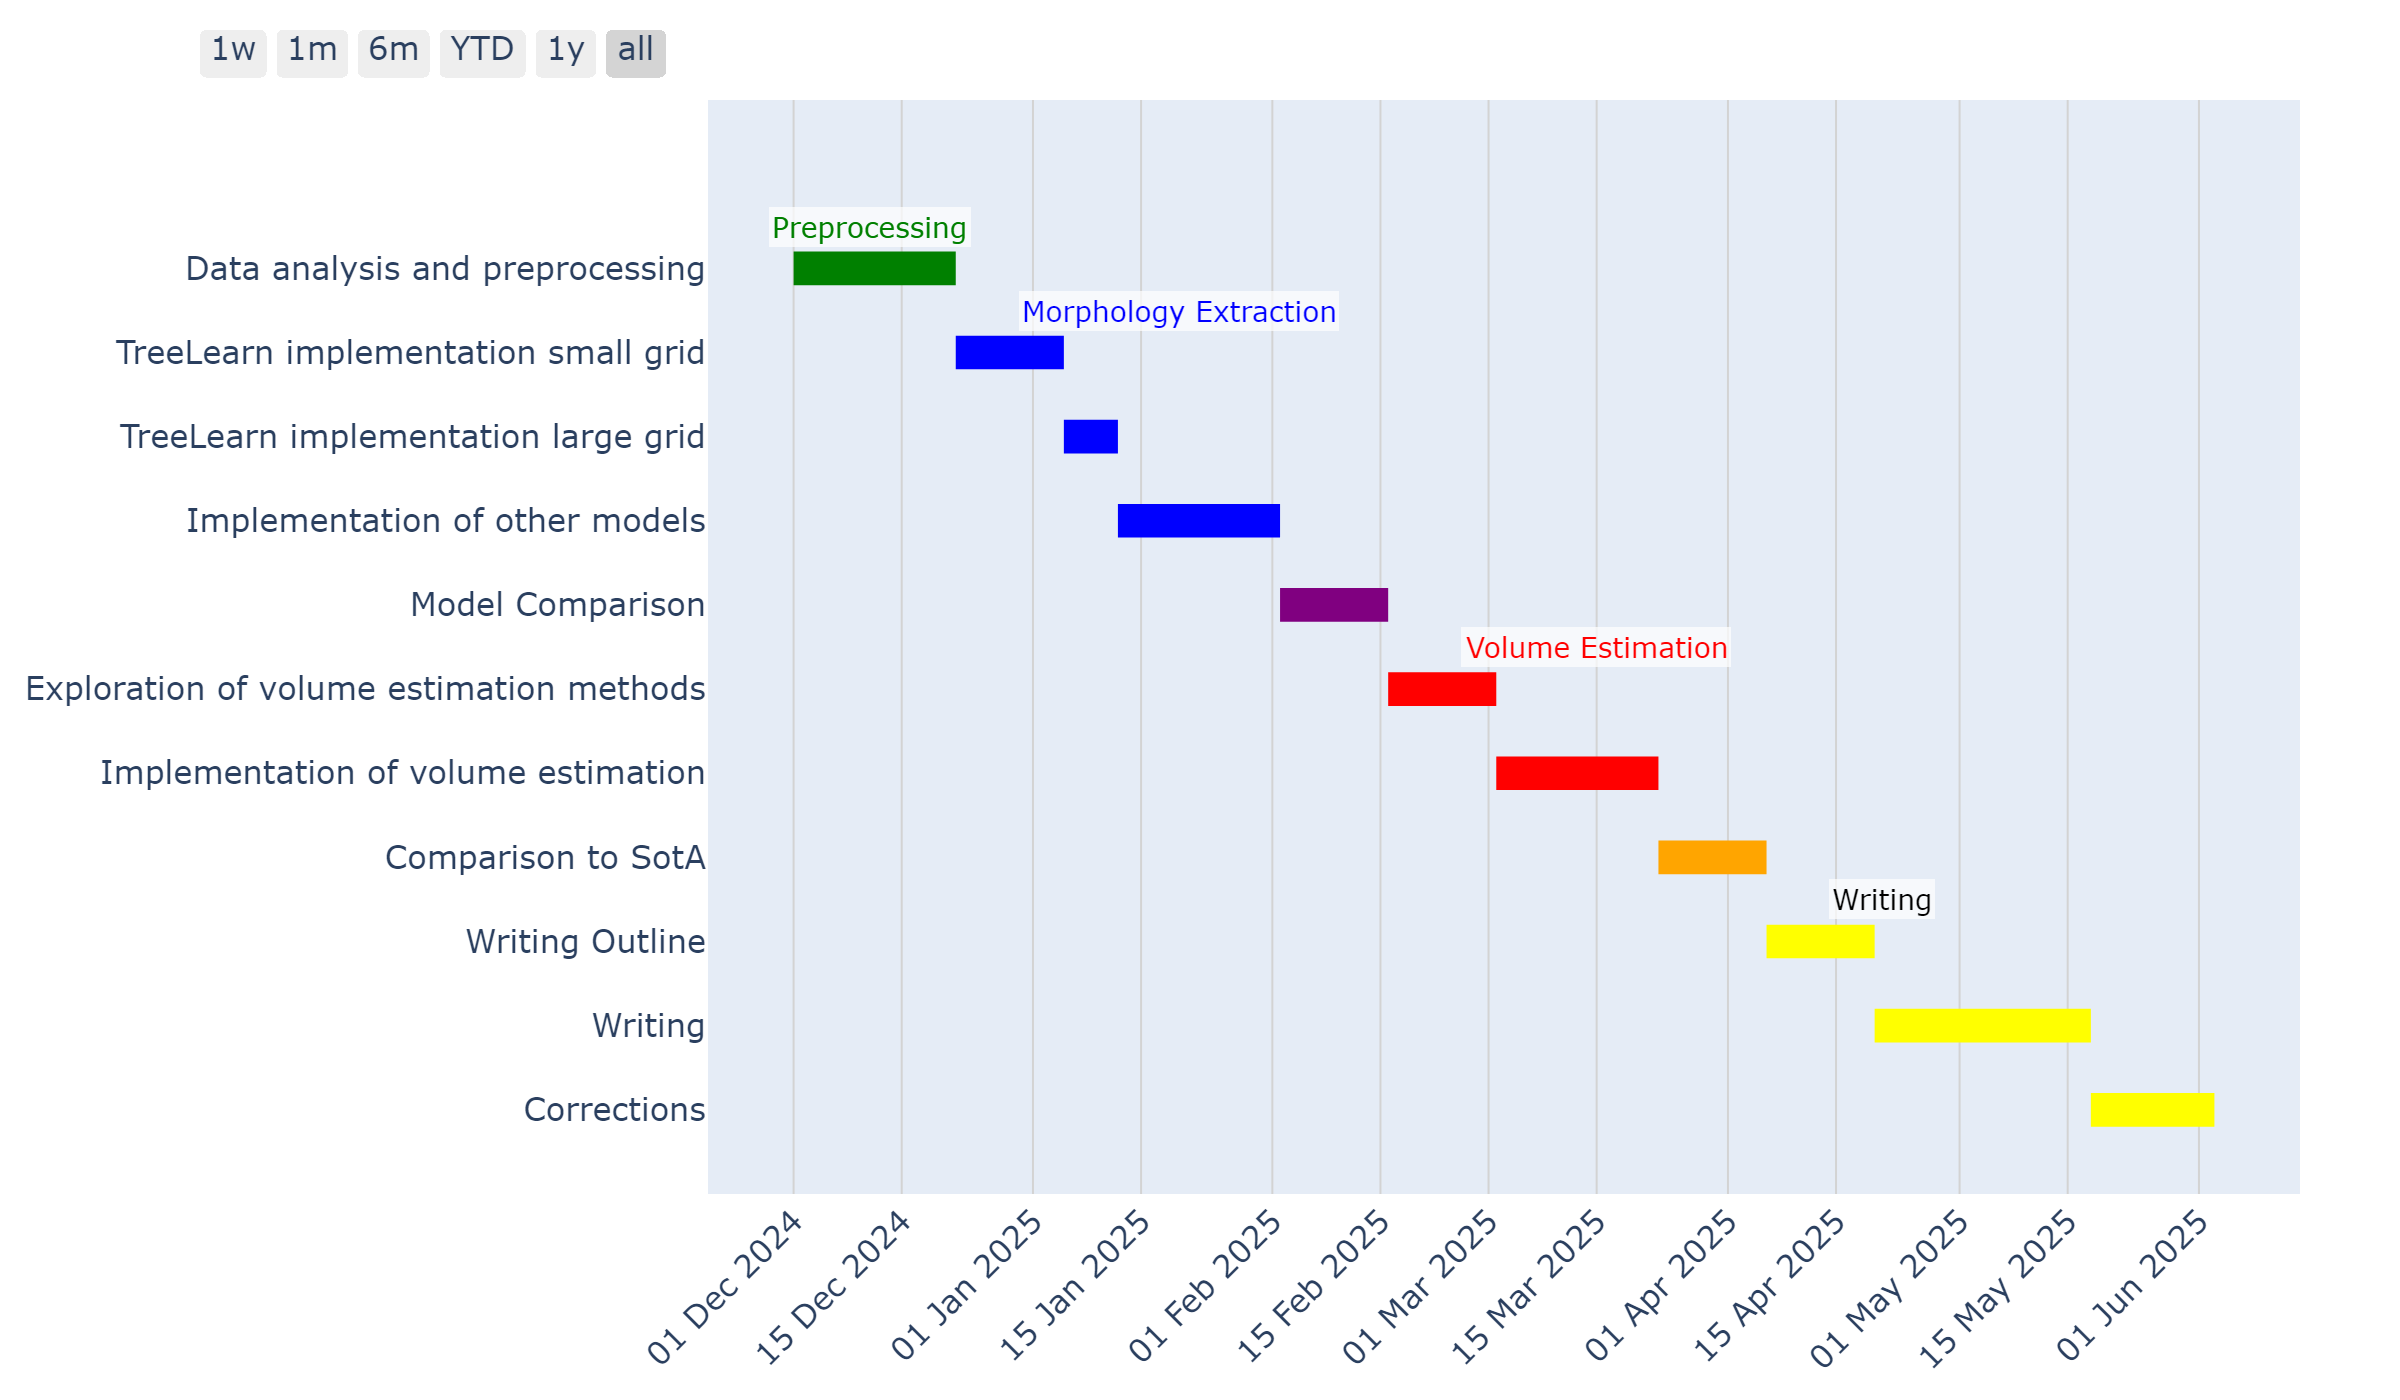 1w 1m 6m YTD 1y all
Preprocessing
Data analysis and preprocessing
Morphology Extraction
TreeLearn implementation small grid
TreeLearn implementation large grid
Implementation of other models
Model Comparison
Volume Estimation
Exploration of volume estimation methods
Implementation of volume estimation
Comparison to SotA
Writing
Writing Outline
Writing
Corrections
01 Dec 2024
15 Dec 2024
01 Jan 2025
15 Jan 2025
01 Feb 2025
15 Feb 2025
01 Mar 2025
15 Mar 2025
01 Apr 2025
15 Apr 2025
01 May 2025
15 May 2025
01 Jun 2025